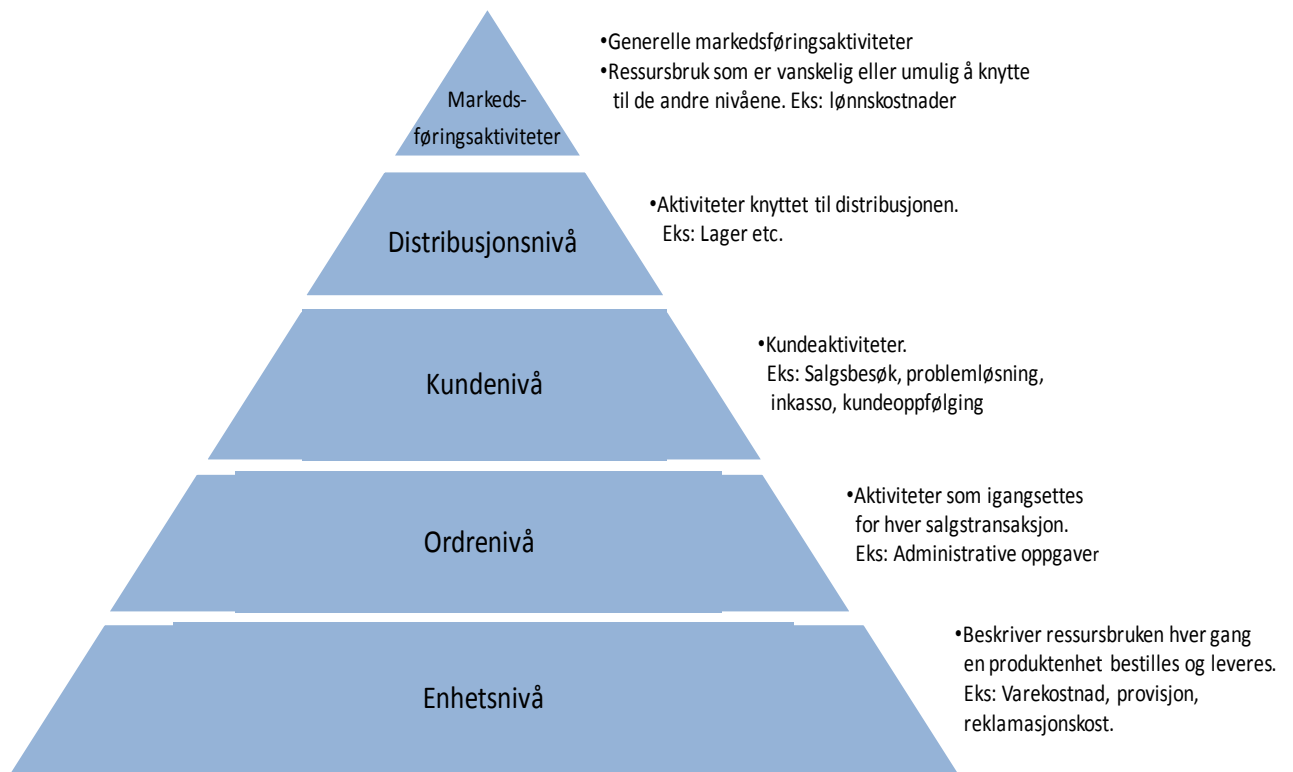 Markeds-
føringsaktiviteter
•Generelle markedsføringsaktiviteter
•Ressursbruk som er vanskelig eller umulig å knytte
til de andre nivåene. Eks: lønnskostnader
Distribusjonsnivå
•Aktiviteter knyttet til distribusjonen.
Eks: Lager etc.
Kundenivå
•Kundeaktiviteter.
Eks: Salgsbesøk, problemløsning,
inkasso, kundeoppfølging
Ordrenivå
•Aktiviteter som igangsettes
for hver salgstransaksjon.
Eks: Administrative oppgaver
Enhetsnivå
•Beskriver ressursbruken hver gang
en produktenhet bestilles og leveres.
Eks: Varekostnad, provisjon,
reklamasjonskost.